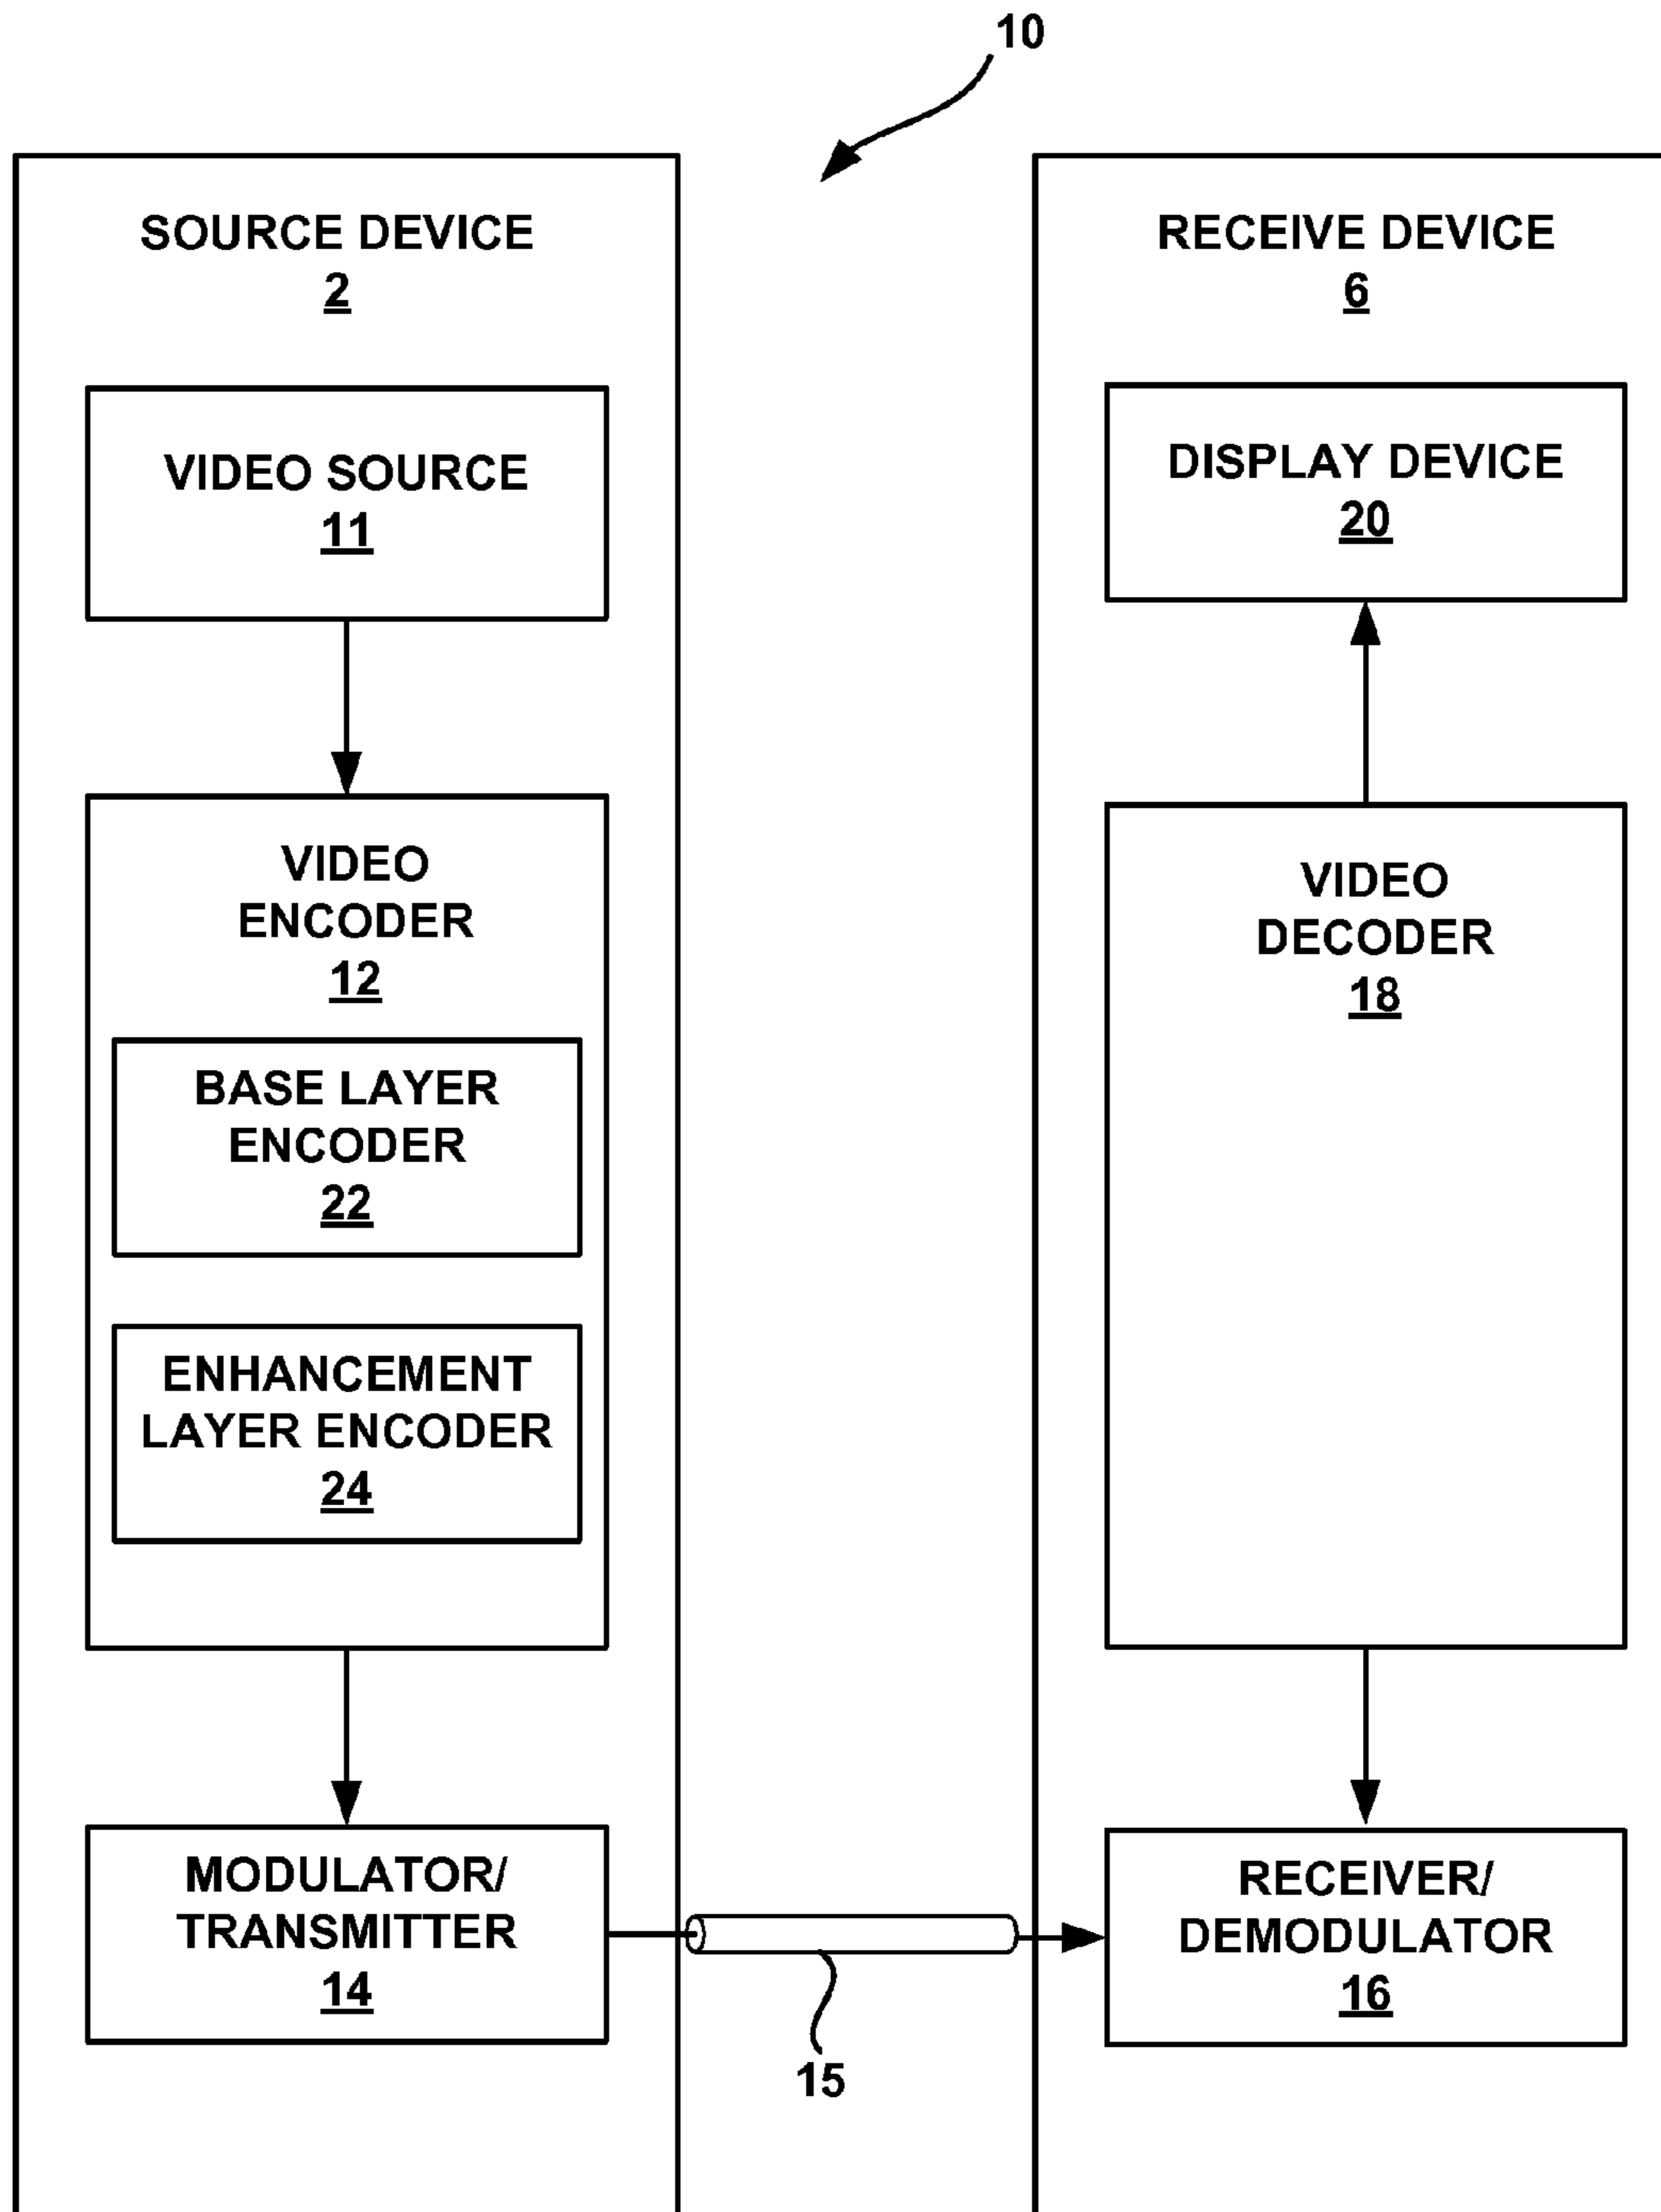 10
SOURCE DEVICE
2
VIDEO SOURCE
11
VIDEO
ENCODER
12
BASE LAYER
ENCODER
22
ENHANCEMENT
LAYER ENCODER
24
MODULATOR/
TRANSMITTER
14
15
RECEIVE DEVICE
6
DISPLAY DEVICE
20
VIDEO
DECODER
18
RECEIVER/
DEMODULATOR
16